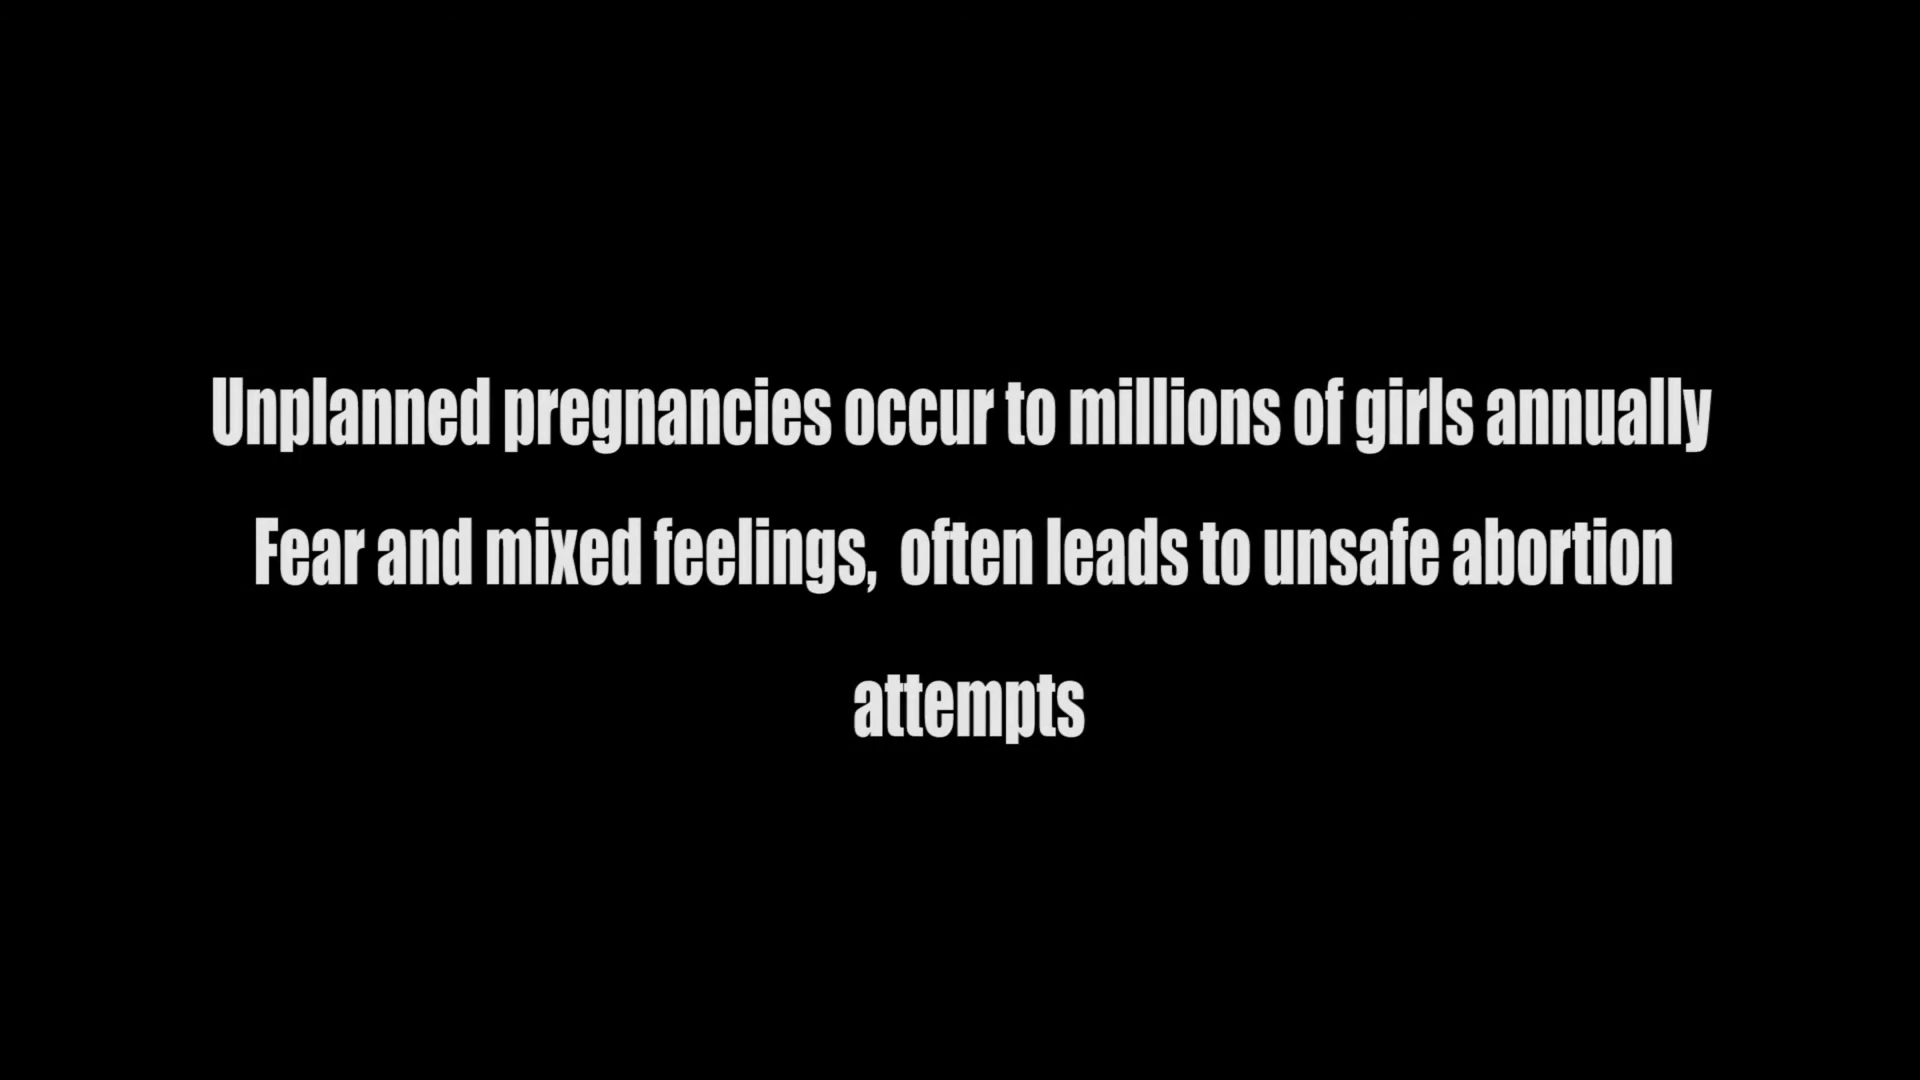 Unplanned pregnancies occur to millions of girls annually
Fear and mixed feelings,  often leads to unsafe abortion
attempts